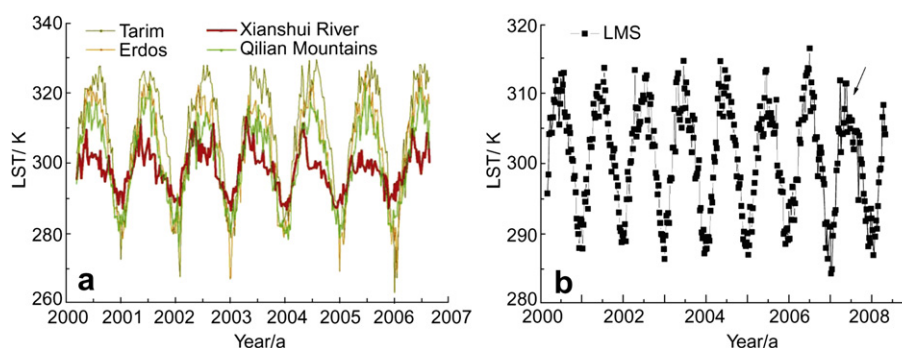 340
320
300
280
260
LST/ K
Tarim
Erdos
Xianshui River
Qilian Mountains
a
2000 2001 2002 2003 2004 2005 2006 2007
Year/a
310
300
290
280
LST/ K
LMS
b
2000 2002 2004 2006 2008
Year/a